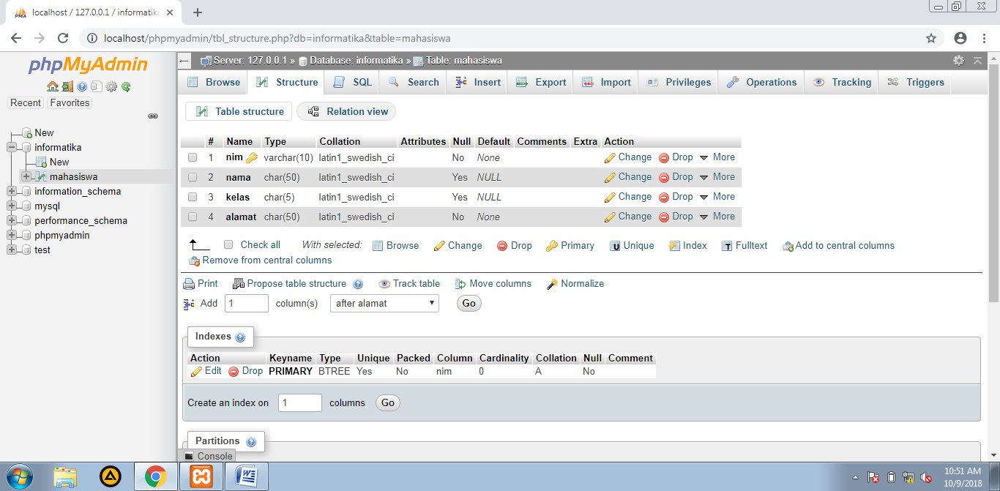 localhost / 127.0.0.1 / informatika
localhost/phpmyadmin/tbl_structure.php?db=informatika&table=mahasiswa
phpMyAdmin
Recent Favorites
New
informatika
New
mahasiswa
information_schema
mysql
performance_schema
phpmyadmin
test
Server: 127.0.0.1 » Database: informatika » Table: mahasiswa
Browse Structure SQL Search Insert Export Import Privileges Operations Tracking Triggers
Table structure Relation view
# Name Type Collation Attributes Null Default Comments Extra Action
1 nim varchar(10) latin1_swedish_ci No None Change Drop More
2 nama char(50) latin1_swedish_ci Yes NULL Change Drop More
3 kelas char(5) latin1_swedish_ci Yes NULL Change Drop More
4 alamat char(50) latin1_swedish_ci No None Change Drop More
Check all With selected: Browse Change Drop Primary Unique Index Fulltext Add to central columns
Remove from central columns
Print Propose table structure Track table Move columns Normalize
Add 1 column(s) after alamat Go
Indexes
Action Keyname Type Unique Packed Column Cardinality Collation Null Comment
Edit Drop PRIMARY BTREE Yes No nim 0 A No
Create an index on 1 columns Go
Partitions
Console
10:51 AM
10/9/2018